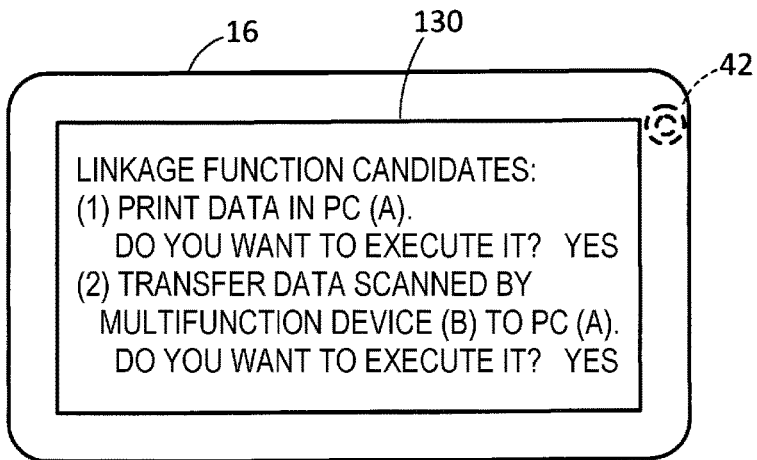 16
130
42
LINKAGE FUNCTION CANDIDATES:
(1) PRINT DATA IN PC (A).
DO YOU WANT TO EXECUTE IT? YES
(2) TRANSFER DATA SCANNED BY
MULTIFUNCTION DEVICE (B) TO PC (A).
DO YOU WANT TO EXECUTE IT? YES